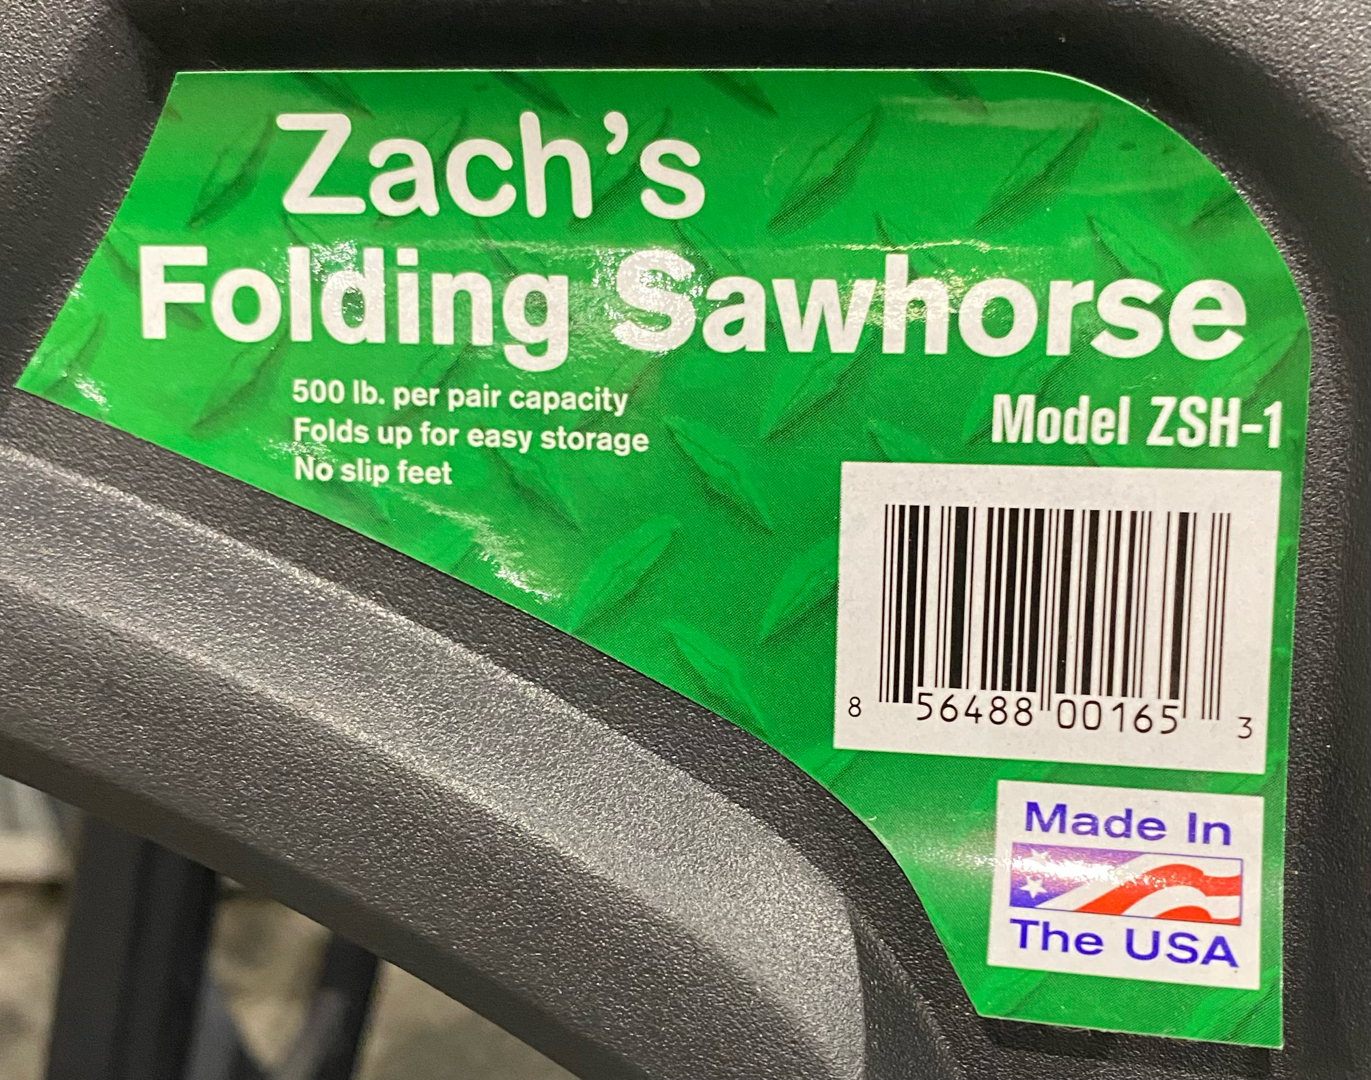 Zach’s
Folding Sawhorse
500 lb. per pair capacity
Folds up for easy storage
No slip feet
Model ZSH-1
8 56488 00165 3
Made In
The USA